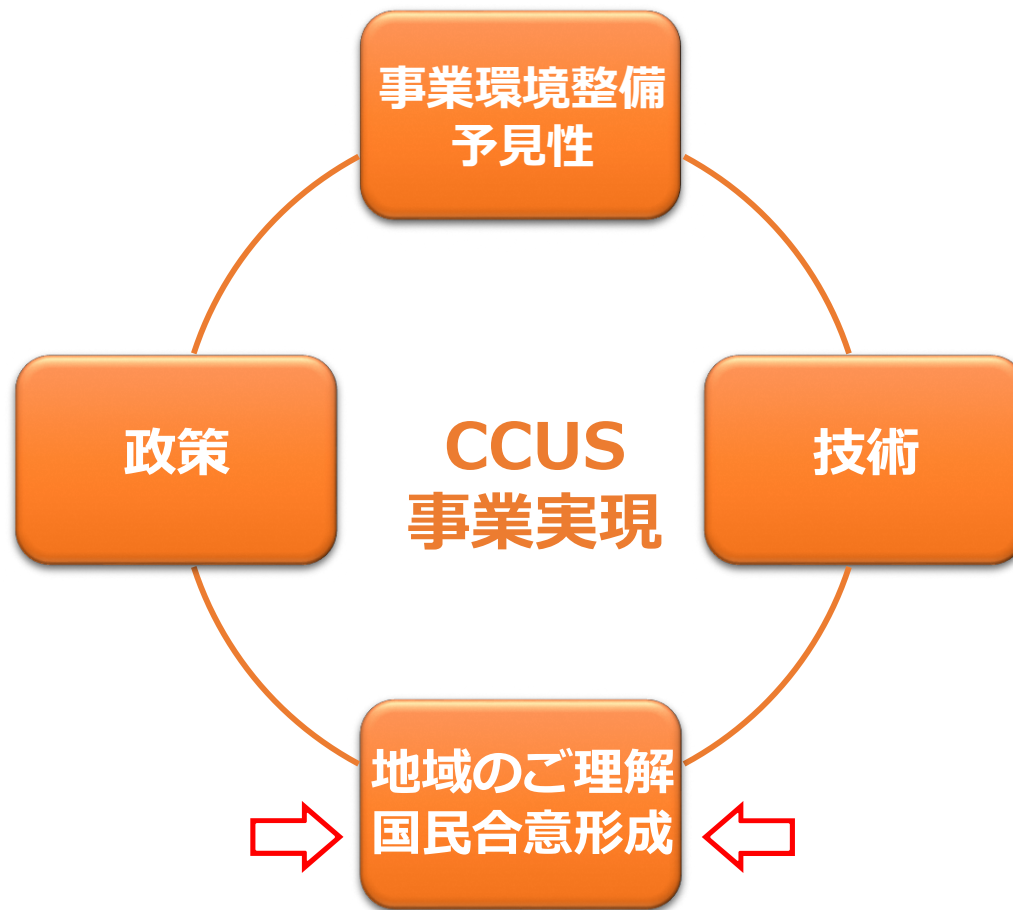 事業環境整備
予見性
政策
CCUS
事業実現
技術
地域のご理解
国民合意形成